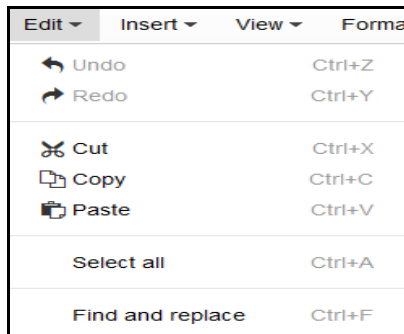 Edit Insert View Forma
Undo Ctrl+Z
Redo Ctrl+Y
Cut Ctrl+X
Copy Ctrl+C
Paste Ctrl+V
Select all Ctrl+A
Find and replace Ctrl+F